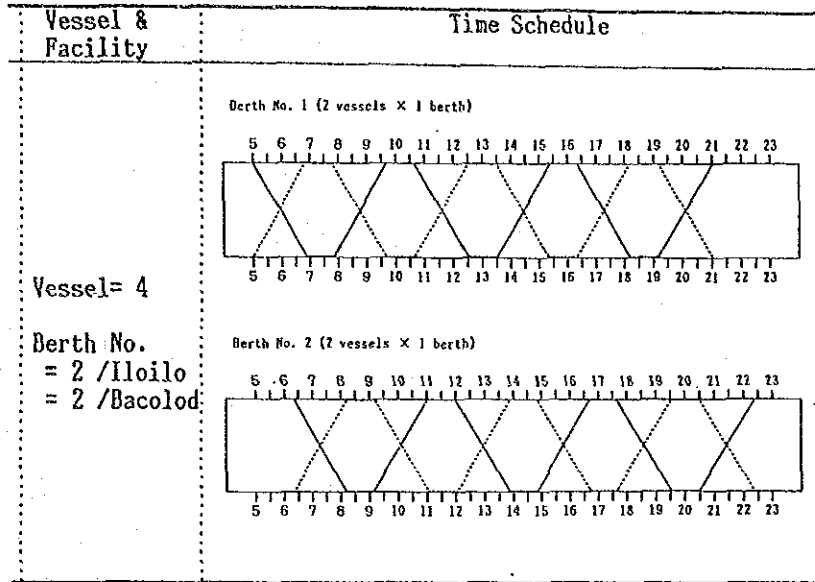 Vessel & Time Schedule
Facility
Berth No. 1 (2 vessels × 1 berth)
5 6 7 8 9 10 11 12 13 14 15 16 17 18 19 20 21 22 23
5 6 7 8 9 10 11 12 13 14 15 16 17 18 19 20 21 22 23
Vessel= 4
Berth No.
= 2 /Iloilo
= 2 /Bacolod
Berth No. 2 (2 vessels × 1 berth)
5 6 7 8 9 10 11 12 13 14 15 16 17 18 19 20 21 22 23
5 6 7 8 9 10 11 12 13 14 15 16 17 18 19 20 21 22 23